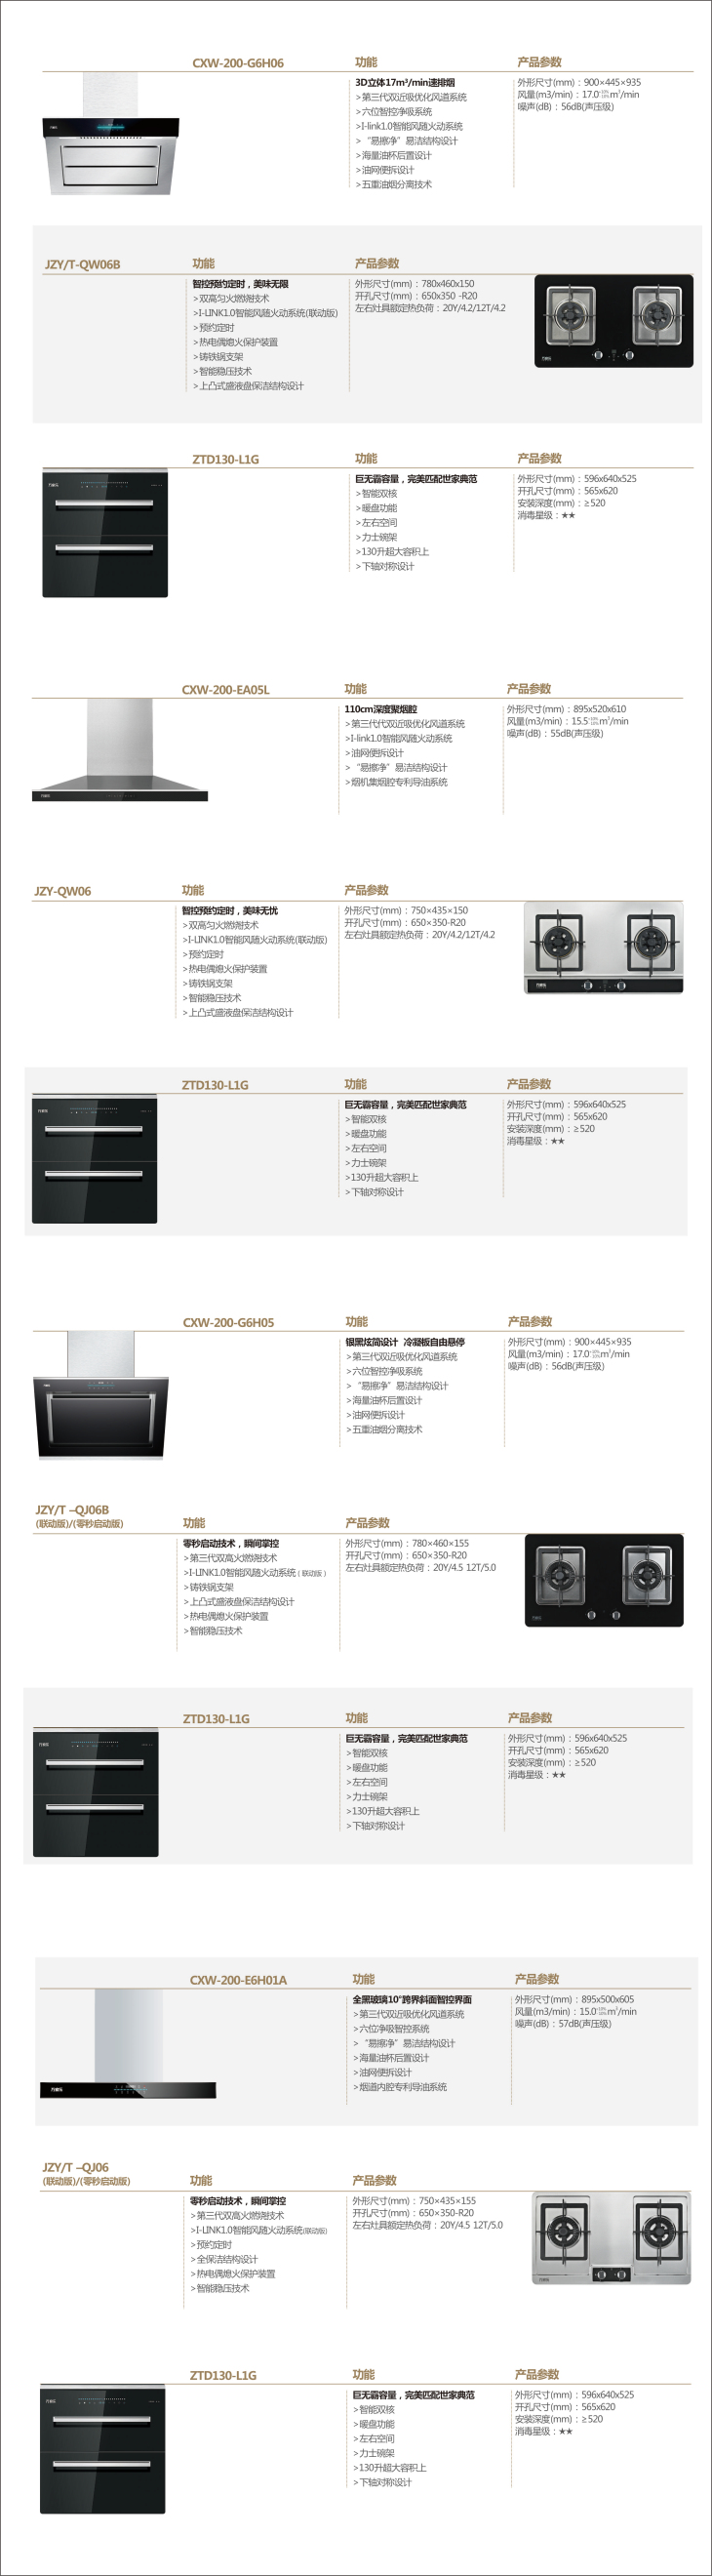 CXW-200-G6H06
功能
产品参数
3D立体17m³/min速排烟
>第三代双近吸优化风道系统
>六位智控净吸系统
>I-link1.0智能风随火动系统
>“易擦净”易洁结构设计
>海量油杯后置设计
>油网便拆设计
>五重油烟分离技术
外形尺寸(mm)：900×445×935
风量(m3/min)：17.0 m³/min
噪声(dB)：56dB(声压级)
JZY/T-QW06B
功能
产品参数
智控预约定时，美味无限
>双高匀火燃烧技术
>I-LINK1.0智能风随火动系统(联动版)
>预约定时
>热电偶熄火保护装置
>铸铁锅支架
>智能稳压技术
>上凸式盛液盘保洁结构设计
外形尺寸(mm)：780x460x150
开孔尺寸(mm)：650x350 -R20
左右灶具额定热负荷：20Y/4.2/12T/4.2
ZTD130-L1G
功能
产品参数
巨无霸容量，完美匹配世家典范
>智能双核
>暖盘功能
>左右空间
>力士碗架
>130升超大容积上
>下轴对称设计
外形尺寸(mm)：596x640x525
开孔尺寸(mm)：565x620
安装深度(mm)：≥520
消毒星级：★★
CXW-200-EA05L
功能
产品参数
110cm深度聚烟腔
>第三代代双近吸优化风道系统
>I-link1.0智能风随火动系统
>油网便拆设计
>“易擦净”易洁结构设计
>烟机集烟腔专利导油系统
外形尺寸(mm)：895x520x610
风量(m3/min)：15.5 m³/min
噪声(dB)：55dB(声压级)
JZY-QW06
功能
产品参数
智控预约定时，美味无忧
>双高匀火燃烧技术
>I-LINK1.0智能风随火动系统(联动版)
>预约定时
>热电偶熄火保护装置
>铸铁锅支架
>智能稳压技术
>上凸式盛液盘保洁结构设计
外形尺寸(mm)：750×435×150
开孔尺寸(mm)：650×350-R20
左右灶具额定热负荷：20Y/4.2/12T/4.2
ZTD130-L1G
功能
产品参数
巨无霸容量，完美匹配世家典范
>智能双核
>暖盘功能
>左右空间
>力士碗架
>130升超大容积上
>下轴对称设计
外形尺寸(mm)：596x640x525
开孔尺寸(mm)：565x620
安装深度(mm)：≥520
消毒星级：★★
CXW-200-G6H05
功能
产品参数
银黑炫简设计 冷凝板自由悬停
>第三代双近吸优化风道系统
>六位智控净吸系统
>“易擦净”易洁结构设计
>海量油杯后置设计
>油网便拆设计
>五重油烟分离技术
外形尺寸(mm)：900×445×935
风量(m3/min)：17.0 m³/min
噪声(dB)：56dB(声压级)
JZY/T –QJ06B
(联动版)/(零秒启动版)
功能
产品参数
零秒启动技术，瞬间掌控
>第三代双高火燃烧技术
>I-LINK1.0智能风随火动系统（联动版）
>铸铁锅支架
>上凸式盛液盘保洁结构设计
>热电偶熄火保护装置
>智能稳压技术
外形尺寸(mm)：780×460×155
开孔尺寸(mm)：650×350-R20
左右灶具额定热负荷：20Y/4.5 12T/5.0
ZTD130-L1G
功能
产品参数
巨无霸容量，完美匹配世家典范
>智能双核
>暖盘功能
>左右空间
>力士碗架
>130升超大容积上
>下轴对称设计
外形尺寸(mm)：596x640x525
开孔尺寸(mm)：565x620
安装深度(mm)：≥520
消毒星级：★★
CXW-200-E6H01A
功能
产品参数
全黑玻璃10°跨界斜面智控界面
>第三代双近吸优化风道系统
>六位净吸智控系统
>“易擦净”易洁结构设计
>海量油杯后置设计
>油网便拆设计
>烟道内腔专利导油系统
外形尺寸(mm)：895x500x605
风量(m3/min)：15.0 m³/min
噪声(dB)：57dB(声压级)
JZY/T –QJ06
(联动版)/(零秒启动版)
功能
产品参数
零秒启动技术，瞬间掌控
>第三代双高火燃烧技术
>I-LINK1.0智能风随火动系统(联动版)
>预约定时
>全保洁结构设计
>热电偶熄火保护装置
>智能稳压技术
外形尺寸(mm)：750×435×155
开孔尺寸(mm)：650×350-R20
左右灶具额定热负荷：20Y/4.5 12T/5.0
ZTD130-L1G
功能
产品参数
巨无霸容量，完美匹配世家典范
>智能双核
>暖盘功能
>左右空间
>力士碗架
>130升超大容积上
>下轴对称设计
外形尺寸(mm)：596x640x525
开孔尺寸(mm)：565x620
安装深度(mm)：≥520
消毒星级：★★